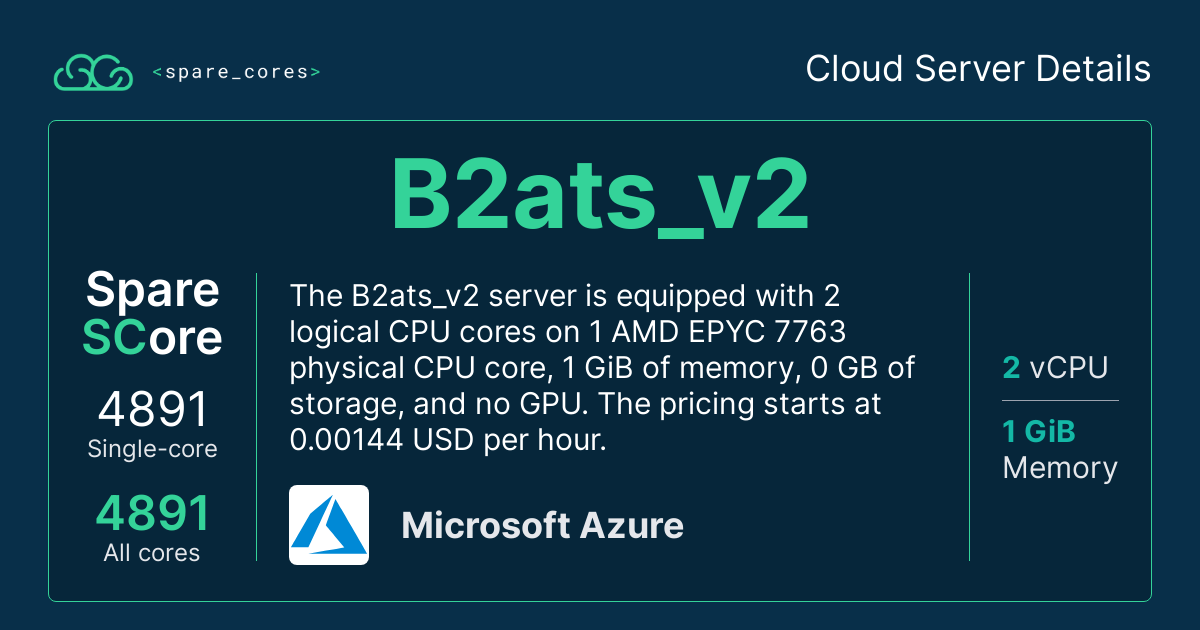 <spare_cores>
Cloud Server Details
B2ats_v2
Spare
SCore
4891
Single-core
4891
All cores
The B2ats_v2 server is equipped with 2
logical CPU cores on 1 AMD EPYC 7763
physical CPU core, 1 GiB of memory, 0 GB of
storage, and no GPU. The pricing starts at
0.00144 USD per hour.
Microsoft Azure
2 vCPU
1 GiB
Memory